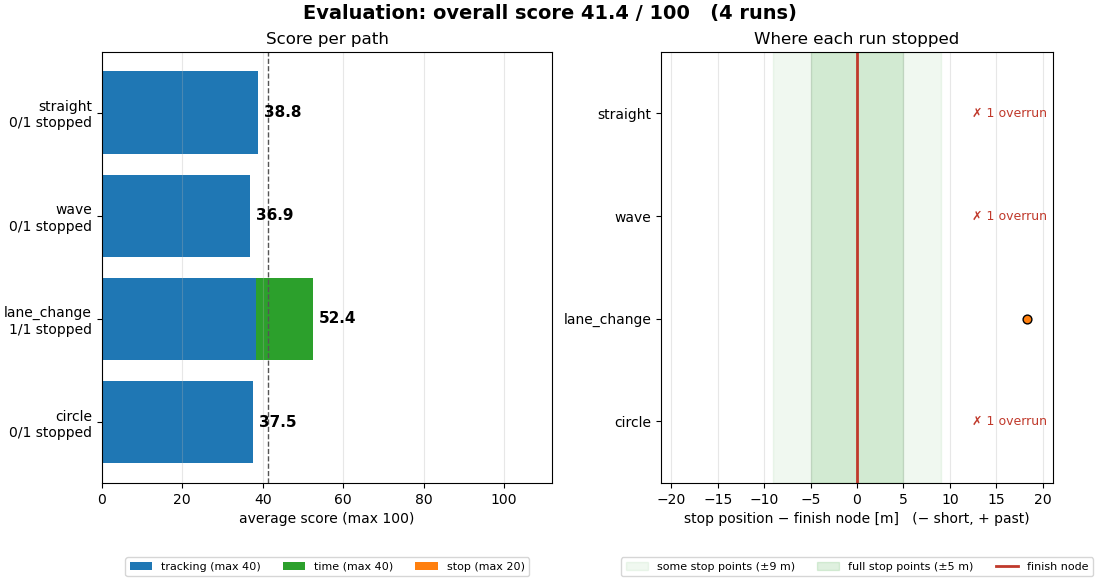 Evaluation: overall score 41.4 / 100   (4 runs)
Score per path
straight
0/1 stopped
38.8
wave
0/1 stopped
36.9
lane_change
1/1 stopped
52.4
circle
0/1 stopped
37.5
0 20 40 60 80 100
average score (max 100)
tracking (max 40) time (max 40) stop (max 20)
Where each run stopped
straight ✗ 1 overrun
wave ✗ 1 overrun
lane_change
circle ✗ 1 overrun
−20 −15 −10 −5 0 5 10 15 20
stop position − finish node [m]   (− short, + past)
some stop points (±9 m) full stop points (±5 m) finish node